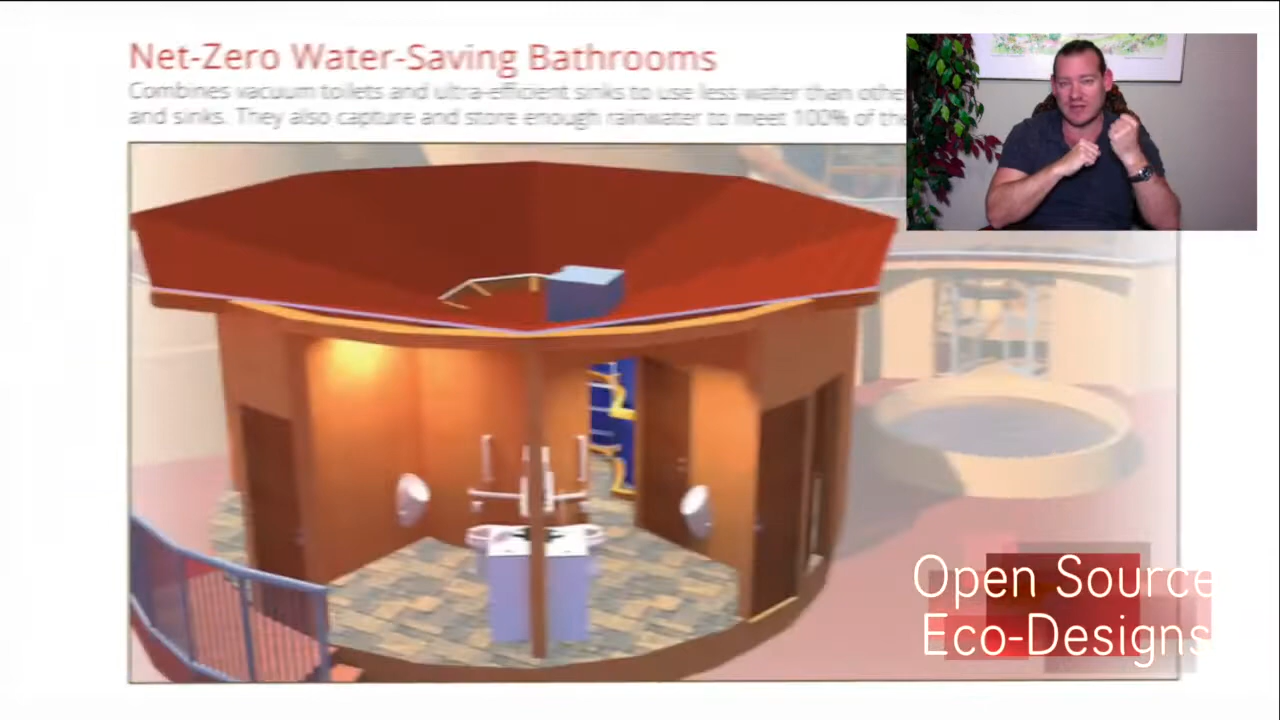 Net-Zero Water-Saving Bathrooms
Combines vacuum toilets and ultra-efficient sinks to use less water than othe
and sinks. They also capture and store enough rainwater to meet 100% of the
Open Source
Eco-Designs